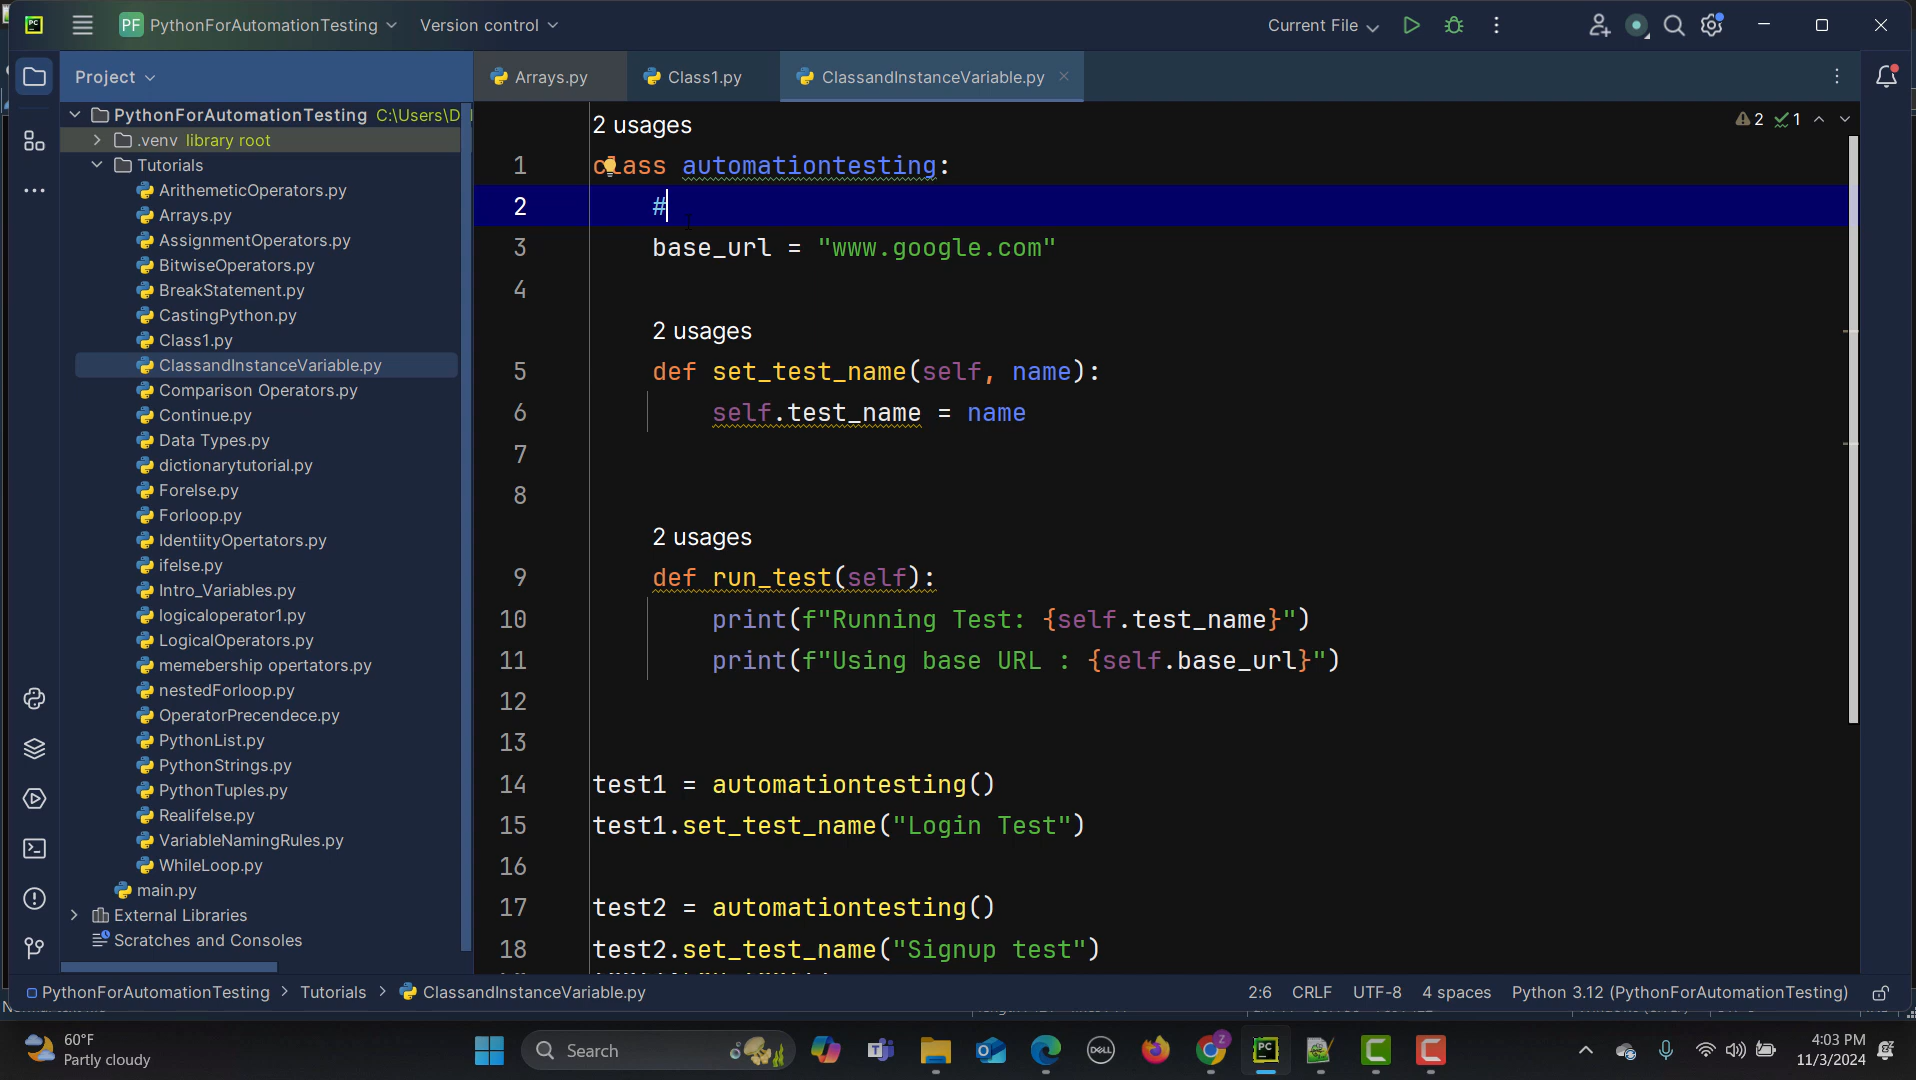 PC
PF PythonForAutomationTesting
Version control
Current File
Project
Arrays.py
Class1.py
ClassandInstanceVariable.py
PythonForAutomationTesting C:\Users\D
.venv library root
Tutorials
ArithemeticOperators.py
Arrays.py
AssignmentOperators.py
BitwiseOperators.py
BreakStatement.py
CastingPython.py
Class1.py
ClassandInstanceVariable.py
Comparison Operators.py
Continue.py
Data Types.py
dictionarytutorial.py
Forelse.py
Forloop.py
IdentiityOpertators.py
ifelse.py
Intro_Variables.py
logicaloperator1.py
LogicalOperators.py
memebership opertators.py
nestedForloop.py
OperatorPrecendece.py
PythonList.py
PythonStrings.py
PythonTuples.py
Realifelse.py
VariableNamingRules.py
WhileLoop.py
main.py
External Libraries
Scratches and Consoles
2 1
2 usages
1 class automationtesting:
2 #
3 base_url = "www.google.com"
4
2 usages
5 def set_test_name(self, name):
6 self.test_name = name
7
8
2 usages
9 def run_test(self):
10 print(f"Running Test: {self.test_name}")
11 print(f"Using base URL : {self.base_url}")
12
13
14 test1 = automationtesting()
15 test1.set_test_name("Login Test")
16
17 test2 = automationtesting()
18 test2.set_test_name("Signup test")
PythonForAutomationTesting > Tutorials > ClassandInstanceVariable.py
2:6 CRLF UTF-8 4 spaces Python 3.12 (PythonForAutomationTesting)
60°F
Partly cloudy
Search
DELL
PC
4:03 PM
11/3/2024